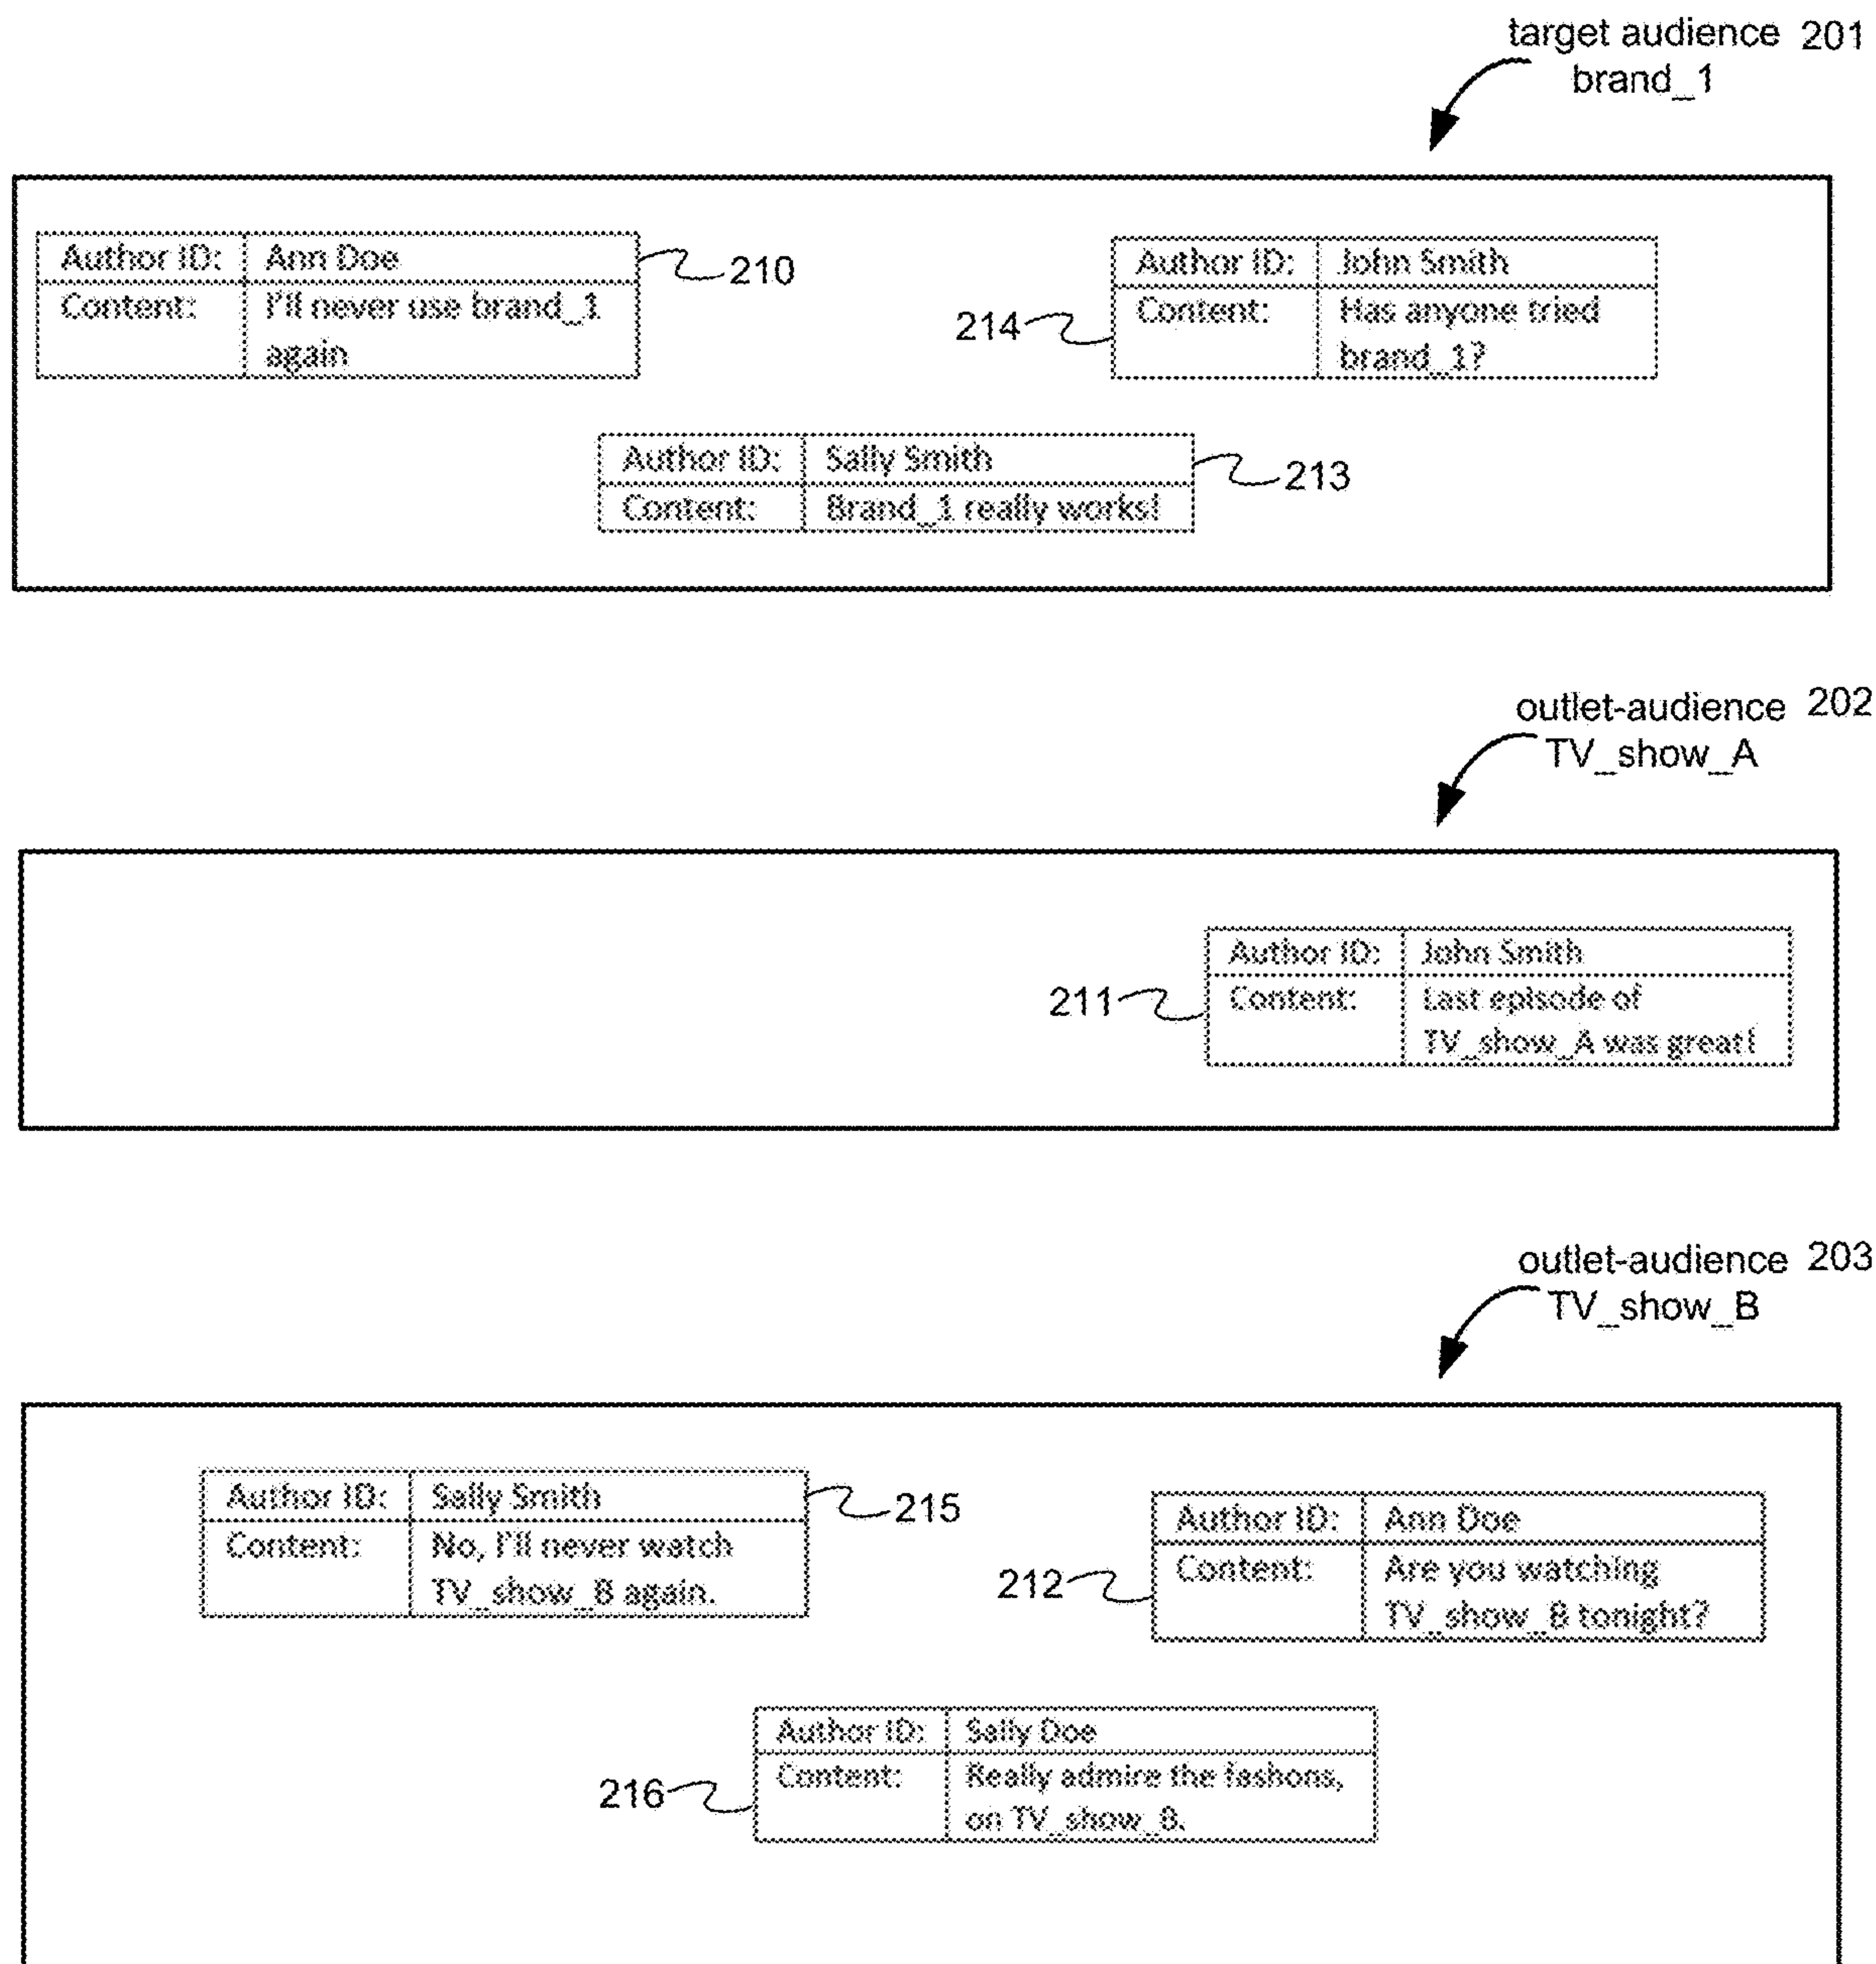 target audience 201
brand_1
Author ID: Ann Doe
Content: I'll never use brand_1
again
210
Author ID: John Smith
Content: Has anyone tried
brand_1?
214
Author ID: Sally Smith
Content: Brand_1 really works!
213
outlet-audience 202
TV_show_A
Author ID: John Smith
Content: Last episode of
TV_show_A was great!
211
outlet-audience 203
TV_show_B
Author ID: Sally Smith
Content: No, I'll never watch
TV_show_B again.
215
Author ID: Ann Doe
Content: Are you watching
TV_show_B tonight?
212
Author ID: Sally Doe
Content: Really admire the fashons,
on TV_show_B.
216